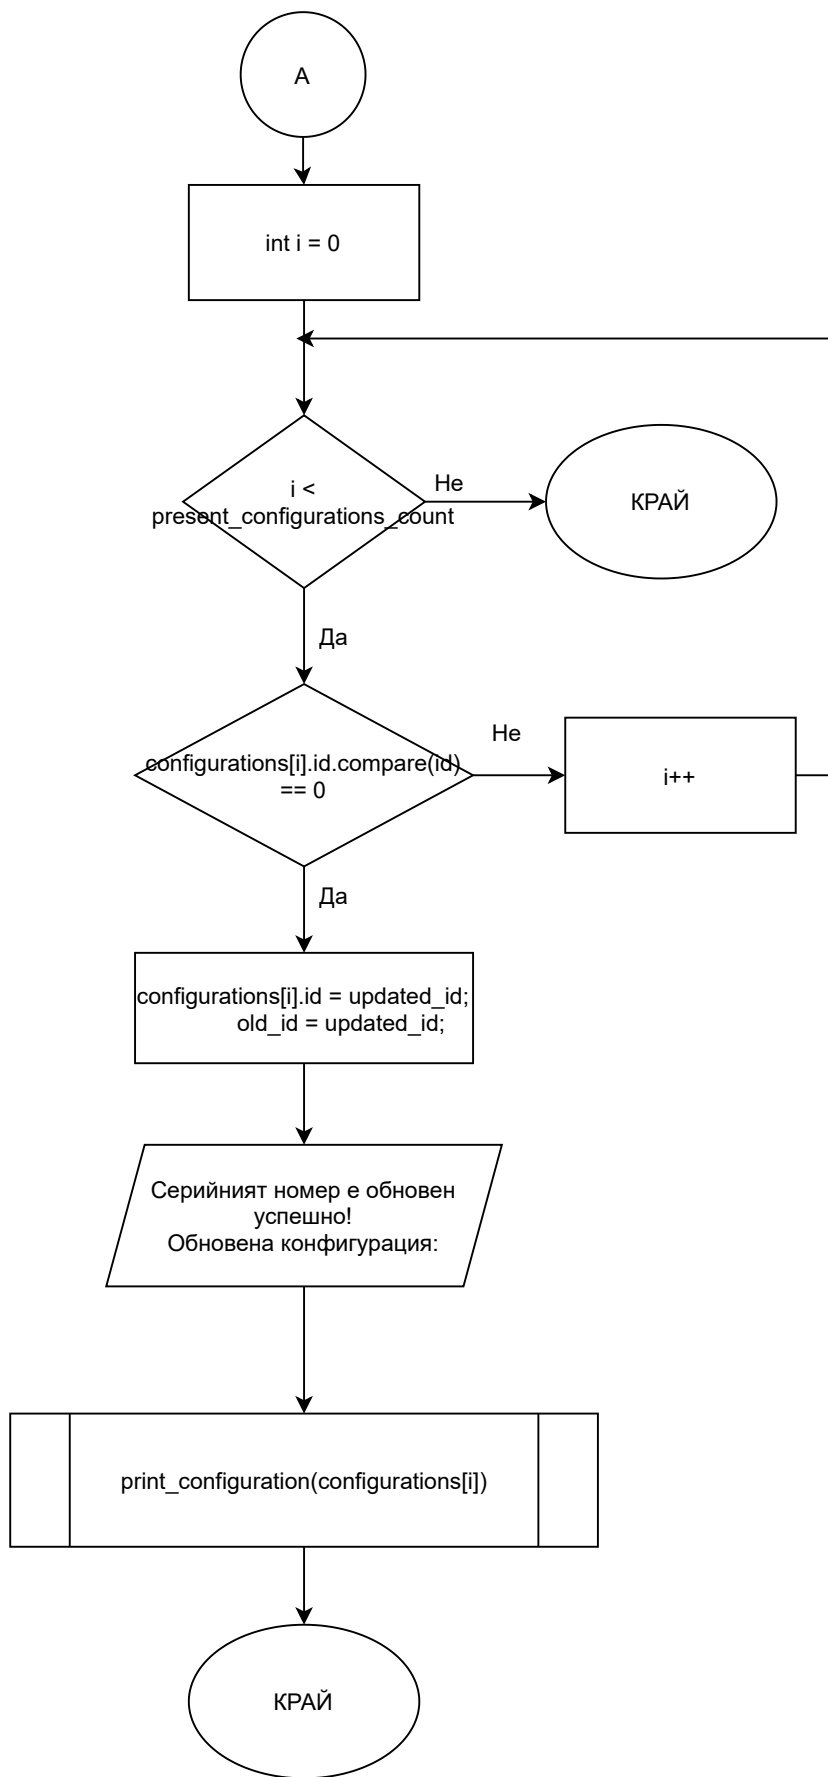 A
int i = 0
i <
present_configurations_count
Не
КРАЙ
Да
configurations[i].id.compare(id)
== 0
Не
i++
Да
configurations[i].id = updated_id;
old_id = updated_id;
Серийният номер е обновен
успешно!
Обновена конфигурация:
print_configuration(configurations[i])
КРАЙ